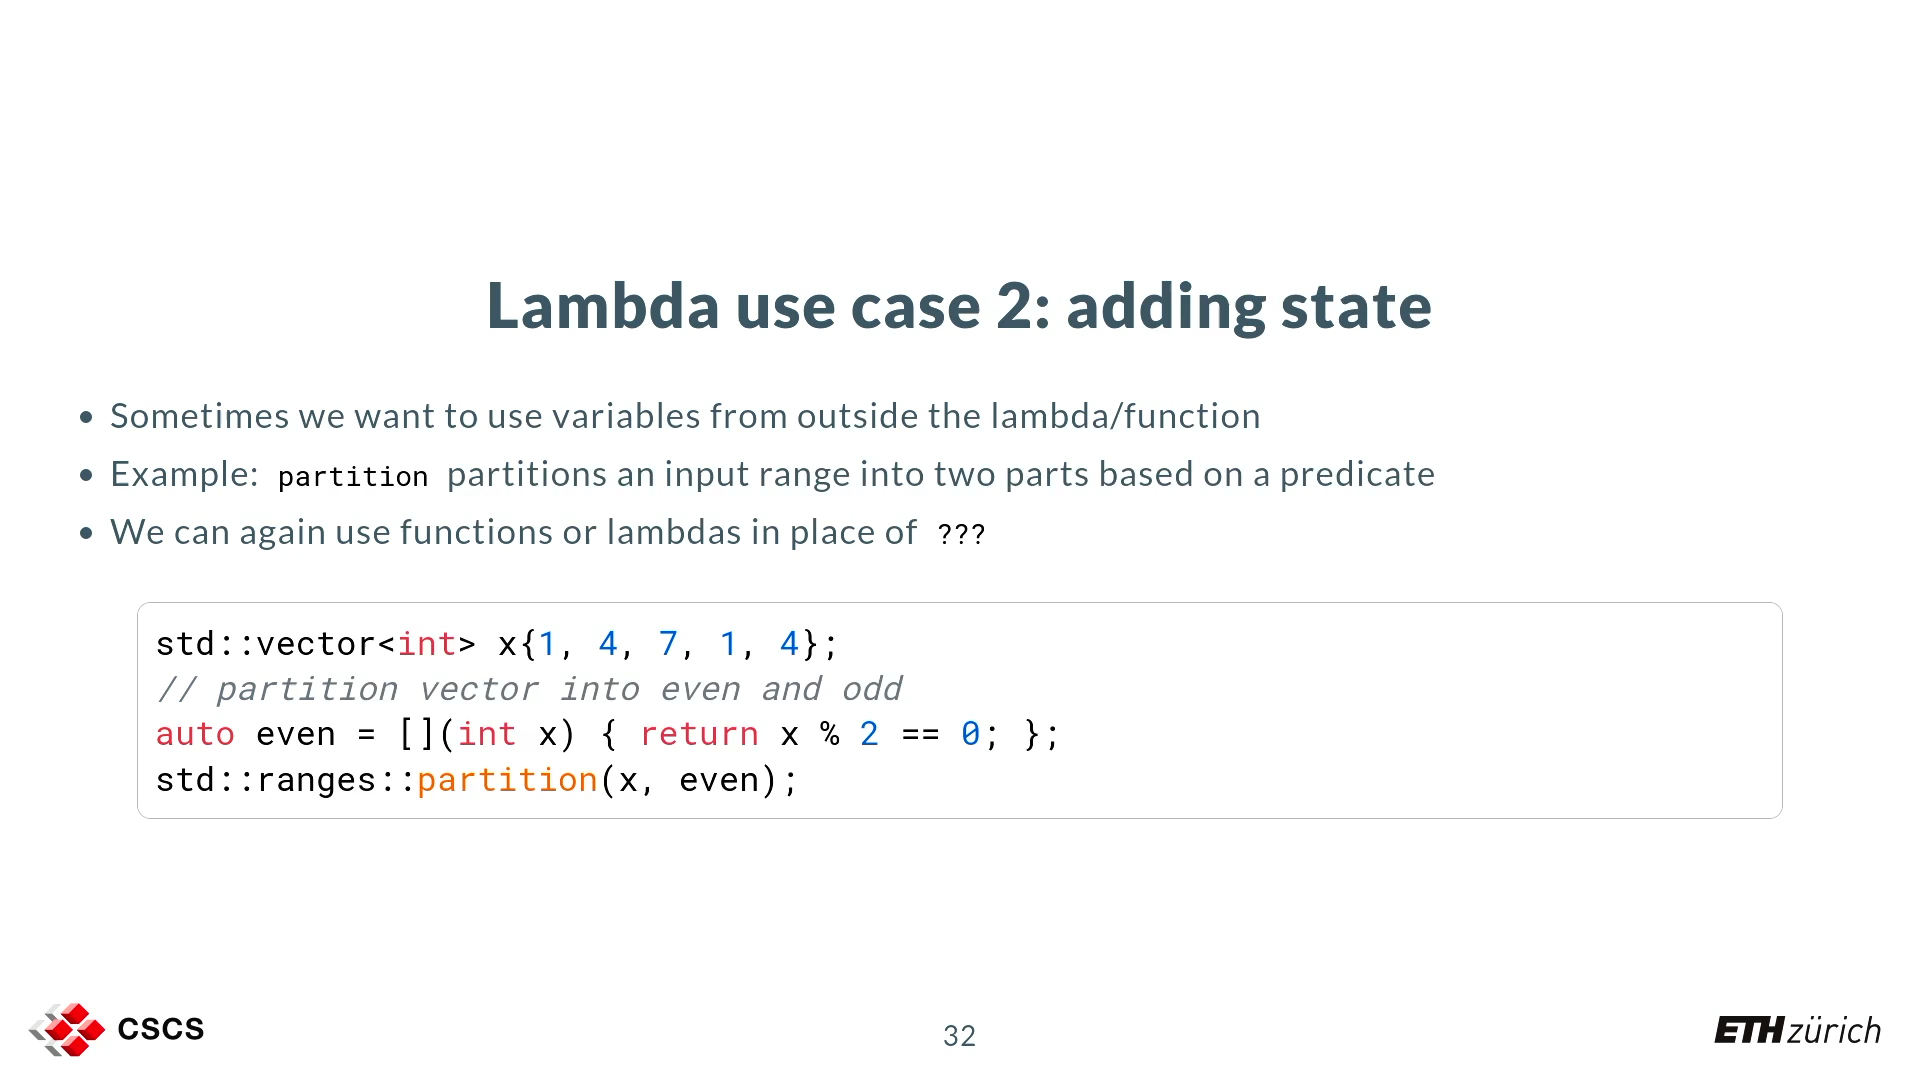 Lambda use case 2: adding state
• Sometimes we want to use variables from outside the lambda/function
• Example: partition partitions an input range into two parts based on a predicate
• We can again use functions or lambdas in place of ???
std::vector<int> x{1, 4, 7, 1, 4};
// partition vector into even and odd
auto even = [](int x) { return x % 2 == 0; };
std::ranges::partition(x, even);
CSCS
32
ETH zürich